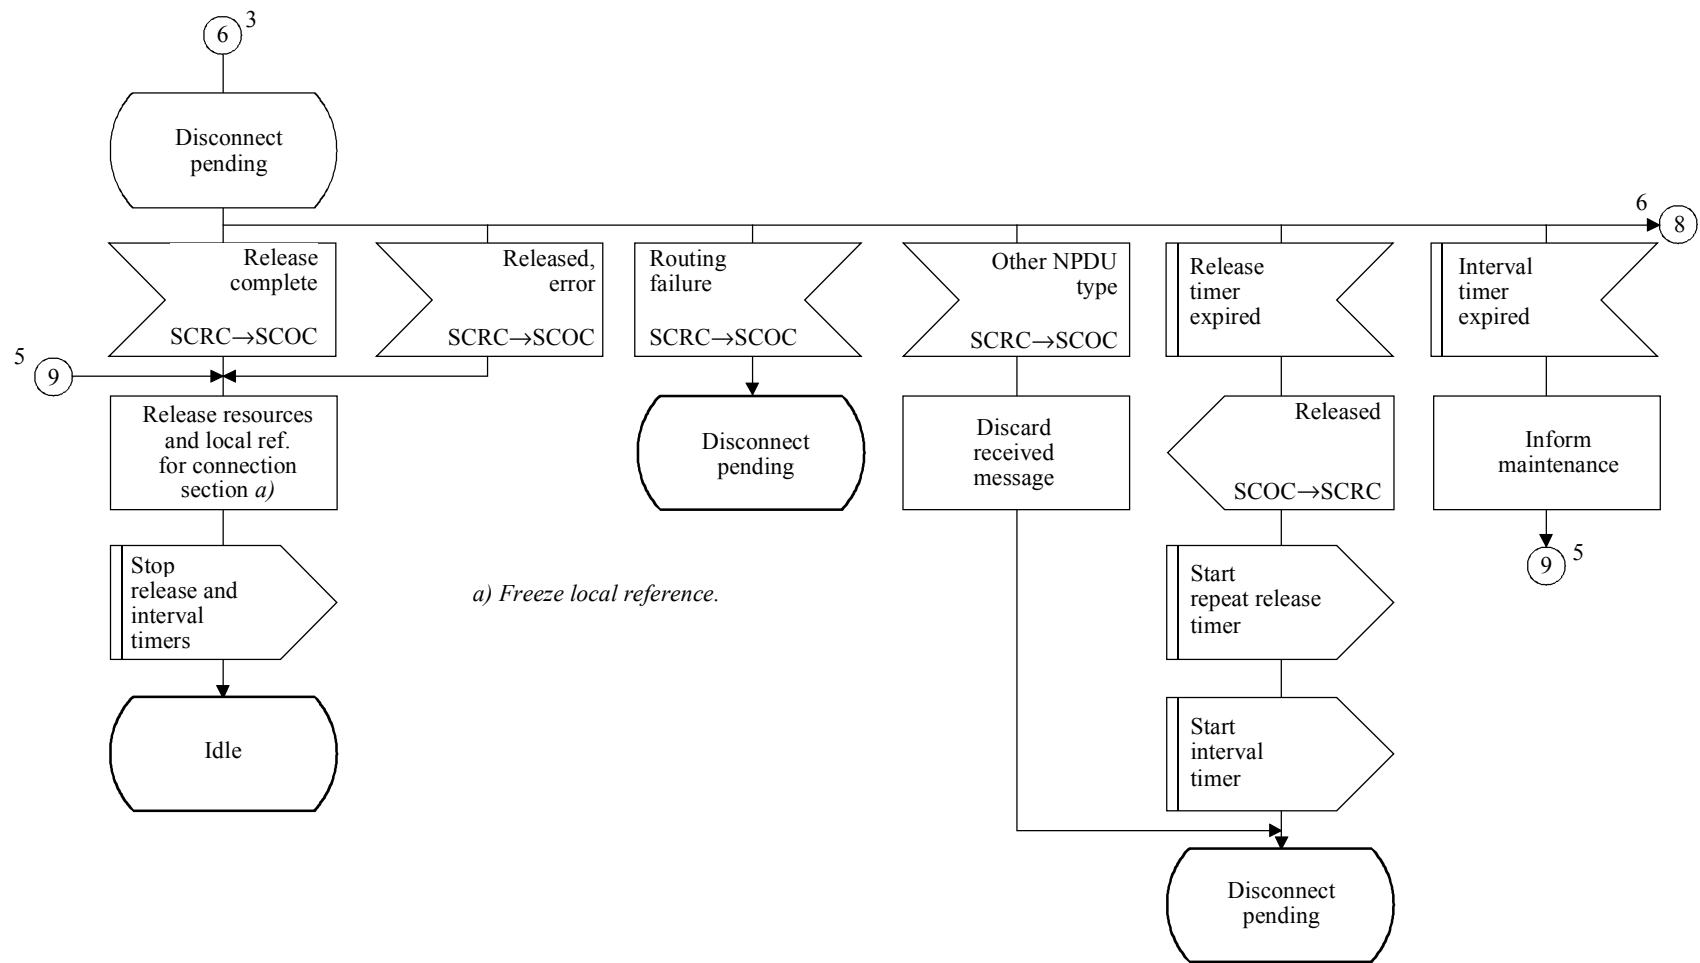 6
3
Disconnect
pending
6
8
Release
complete
SCRC→SCOC
Released,
error
SCRC→SCOC
Routing
failure
SCRC→SCOC
Other NPDU
type
SCRC→SCOC
Release
timer
expired
Interval
timer
expired
5
9
Release resources
and local ref.
for connection
section a)
Disconnect
pending
Discard
received
message
Released
SCOC→SCRC
Inform
maintenance
9
5
Stop
release and
interval
timers
a) Freeze local reference.
Start
repeat release
timer
Idle
Start
interval
timer
Disconnect
pending